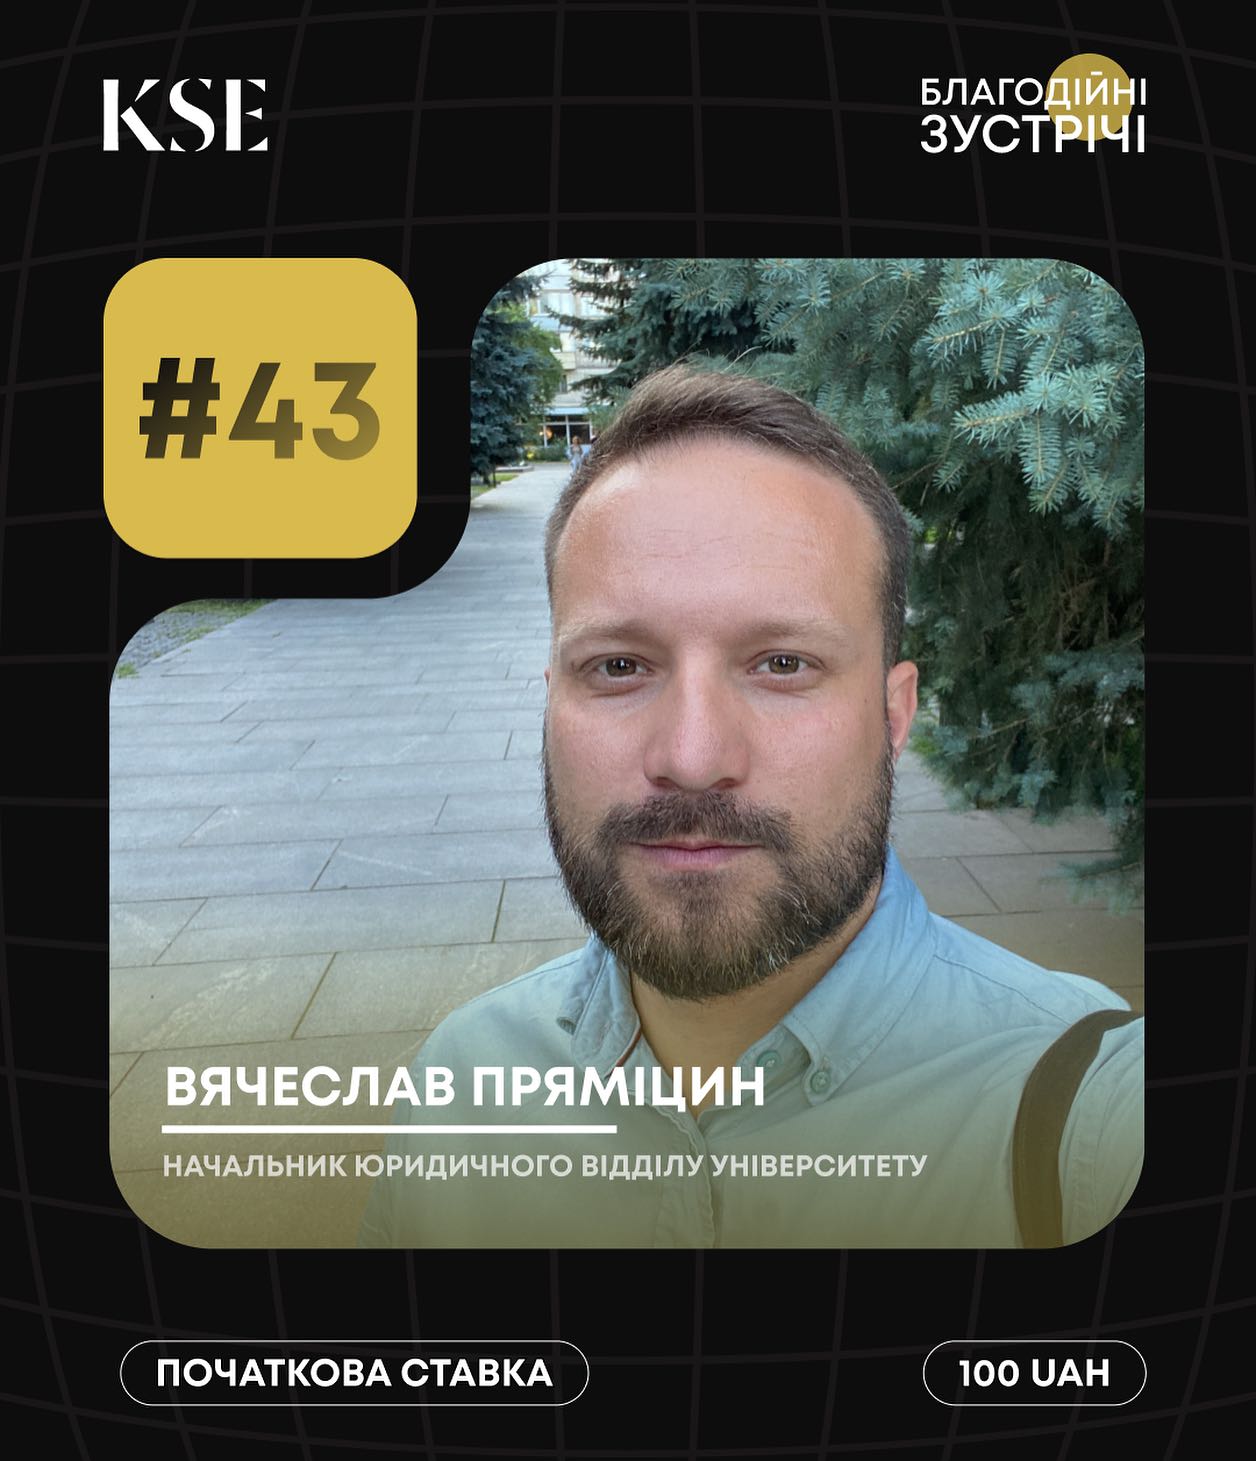 KSE
БЛАГОДІЙНІ
ЗУСТРІЧІ
#43
ВЯЧЕСЛАВ ПРЯМІЦИН
НАЧАЛЬНИК ЮРИДИЧНОГО ВІДДІЛУ УНІВЕРСИТЕТУ
ПОЧАТКОВА СТАВКА
100 UAH